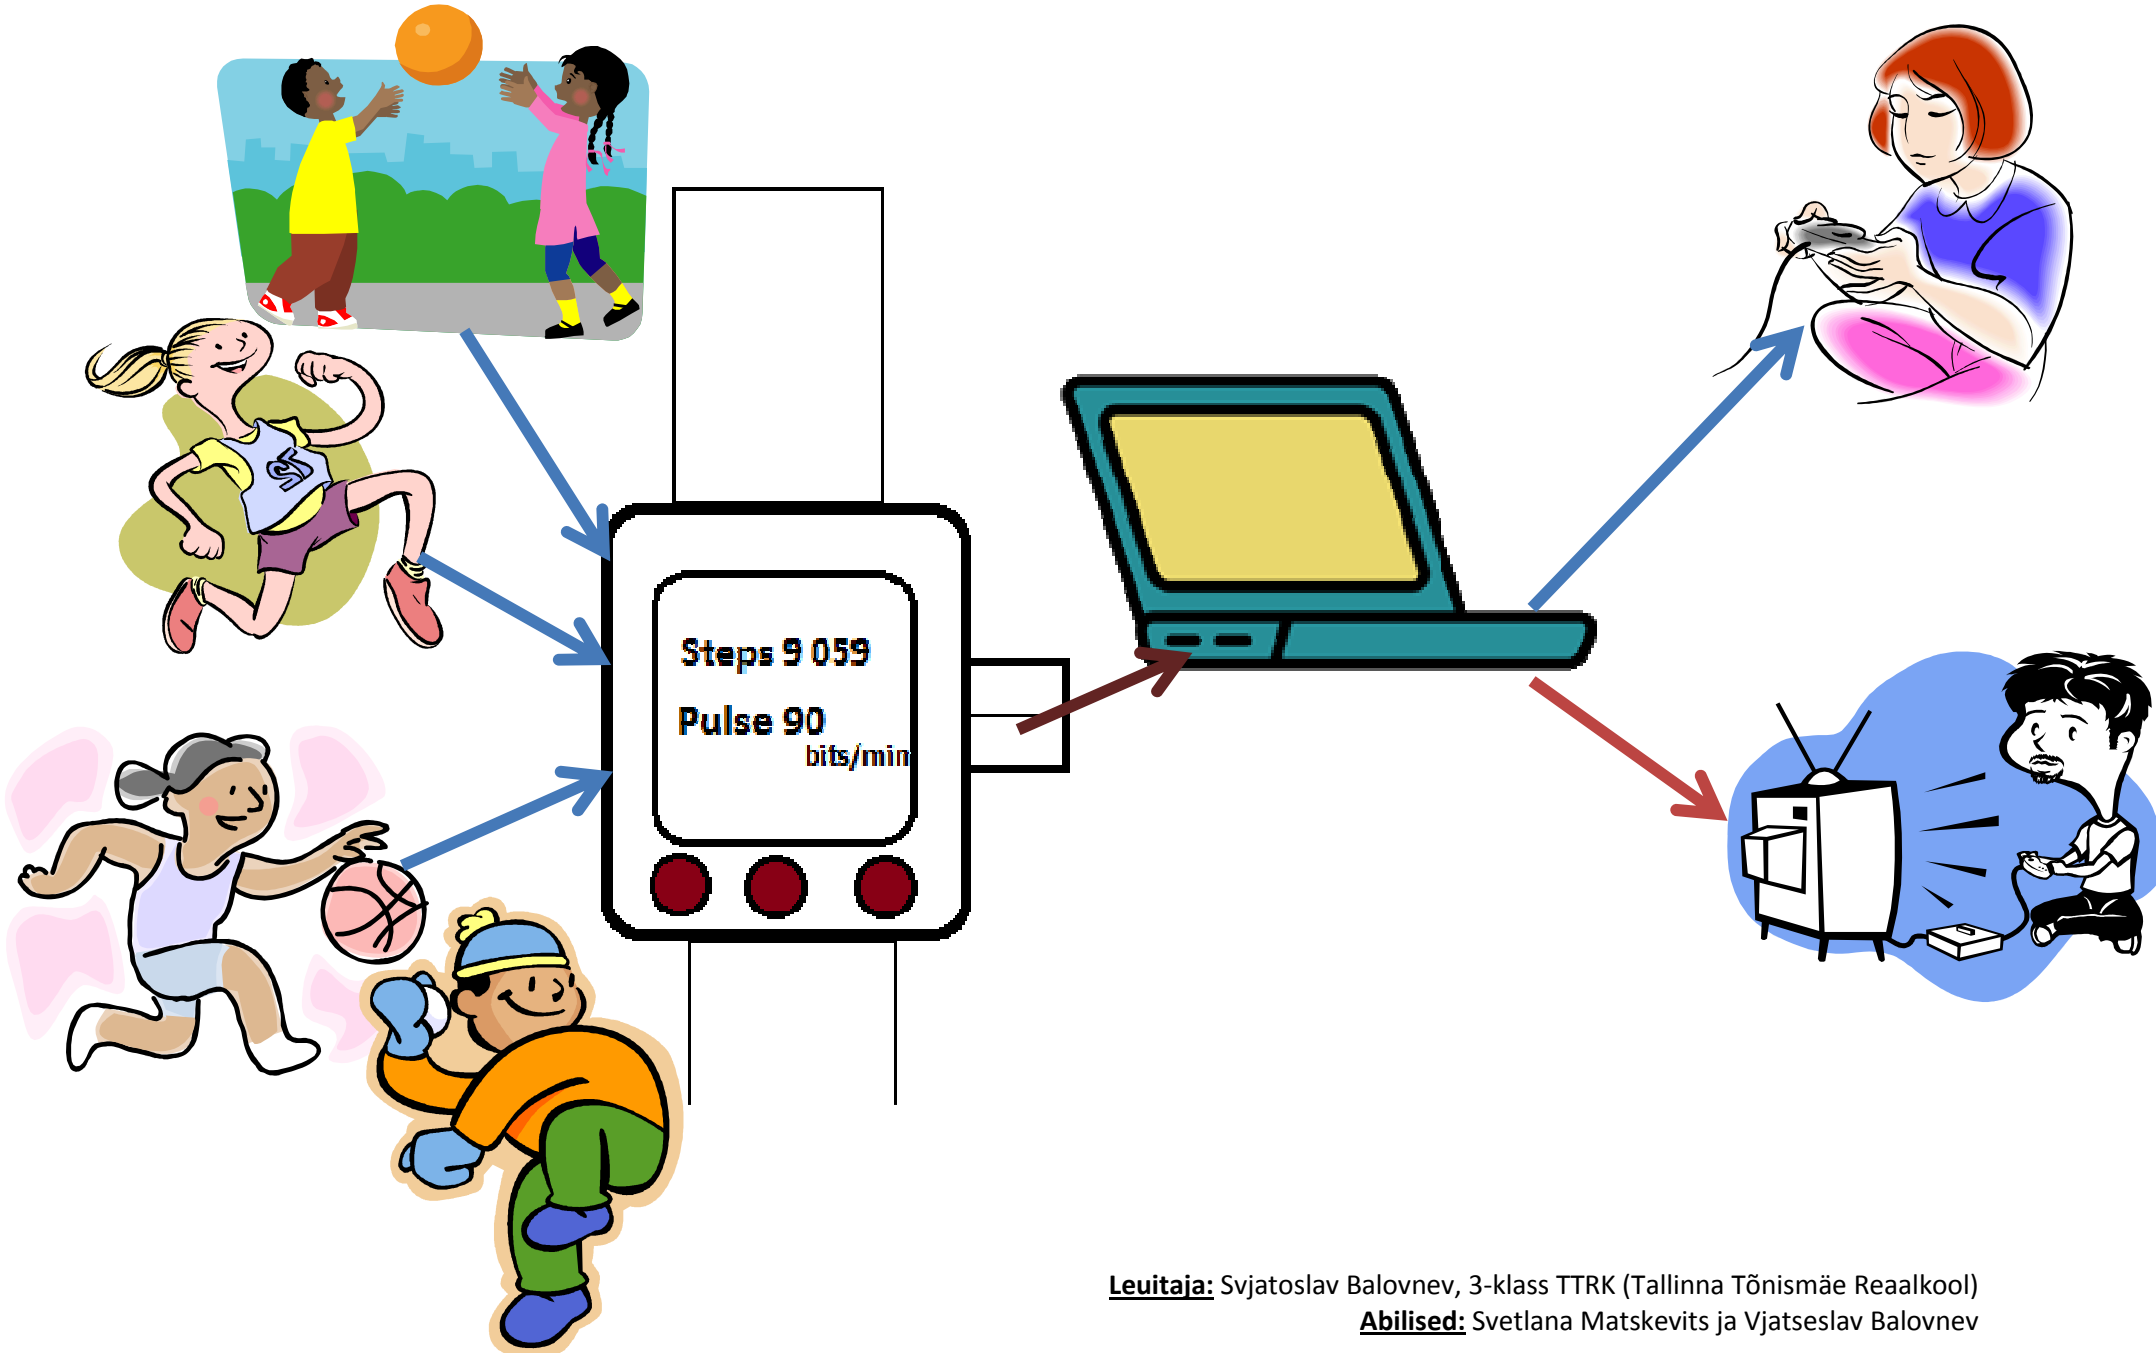 Steps 9 059
Pulse 90
bits/min
Leuitaja: Svjatoslav Balovnev, 3-klass TTRK (Tallinna Tõnismäe Reaalkool)
Abilised: Svetlana Matskevits ja Vjatseslav Balovnev